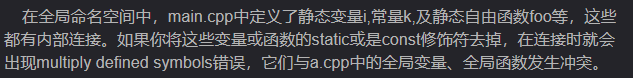 在全局命名空间中，main.cpp中定义了静态变量i,常量k,及静态自由函数foo等，这些
都有内部连接。如果你将这些变量或函数的static或是const修饰符去掉，在连接时就会
出现multiply defined symbols错误，它们与a.cpp中的全局变量、全局函数发生冲突。